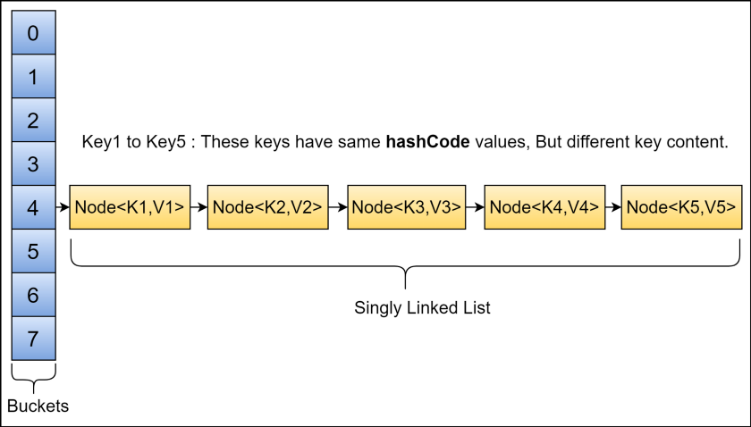 0
1
2
3
Key1 to Key5 : These keys have same hashCode values, But different key content.
4
Node<K1,V1>
Node<K2,V2>
Node<K3,V3>
Node<K4,V4>
Node<K5,V5>
5
6
Singly Linked List
7
Buckets